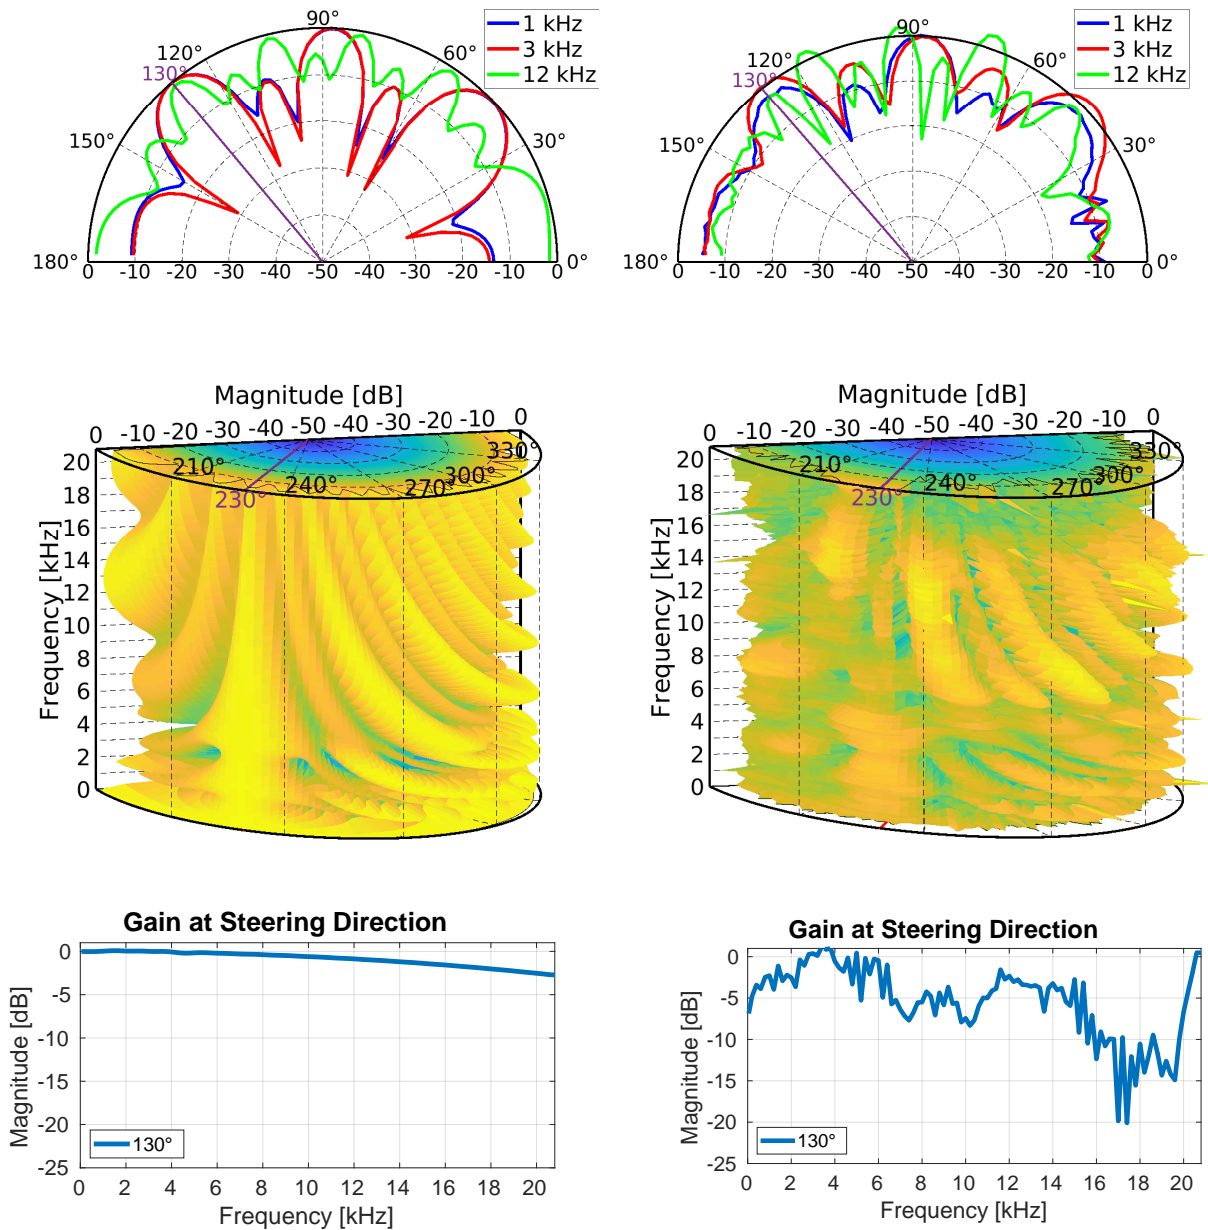 90°
120°
60°
130°
150°
30°
180°
0°
0 -10 -20 -30 -40 -50 -40 -30 -20 -10 0
1 kHz
3 kHz
12 kHz
90°
120°
60°
130°
150°
30°
180°
0°
0 -10 -20 -30 -40 -50 -40 -30 -20 -10 0
1 kHz
3 kHz
12 kHz
Magnitude [dB]
0 -10 -20 -30 -40 -50 -40 -30 -20 -10 0
210°
230°
240°
270°
300°
330°
Frequency [kHz]
20
18
16
14
12
10
8
6
4
2
0
Magnitude [dB]
0 -10 -20 -30 -40 -50 -40 -30 -20 -10 0
210°
230°
240°
270°
300°
330°
Frequency [kHz]
20
18
16
14
12
10
8
6
4
2
0
Gain at Steering Direction
Magnitude [dB]
0
-5
-10
-15
-20
-25
130°
0 2 4 6 8 10 12 14 16 18 20
Frequency [kHz]
Gain at Steering Direction
Magnitude [dB]
0
-5
-10
-15
-20
-25
130°
0 2 4 6 8 10 12 14 16 18 20
Frequency [kHz]